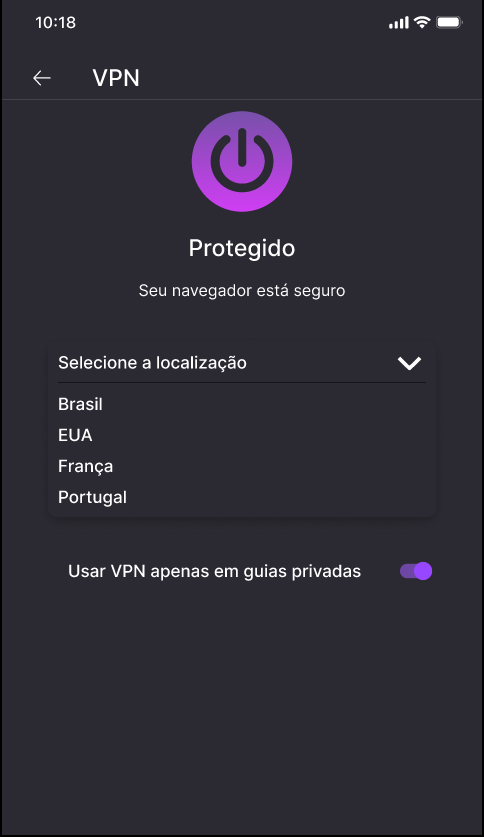 10:18
VPN
Protegido
Seu navegador está seguro
Selecione a localização
Brasil
EUA
França
Portugal
Usar VPN apenas em guias privadas